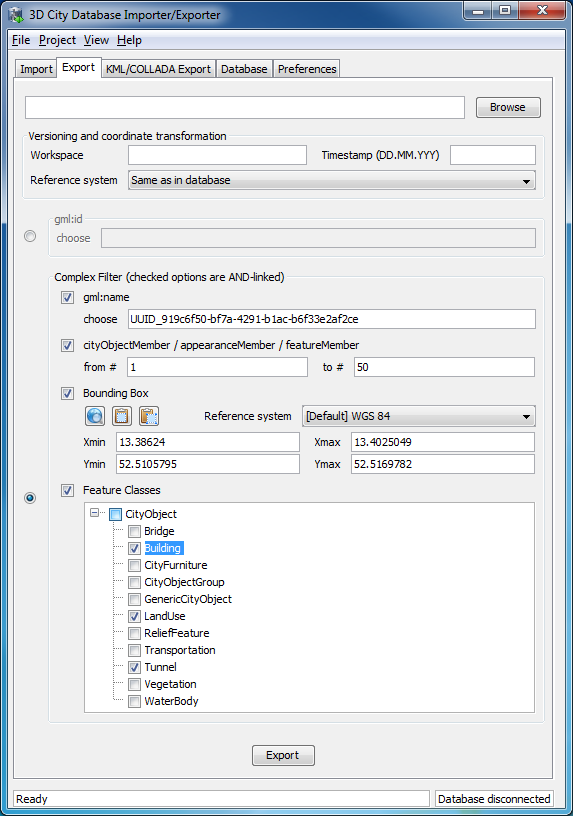 3D City Database Importer/Exporter
File Project View Help
Import Export KML/COLLADA Export Database Preferences
Browse
Versioning and coordinate transformation
Workspace Timestamp (DD.MM.YYY)
Reference system Same as in database
gml:id
choose
Complex Filter (checked options are AND-linked)
gml:name
choose UUID_919c6f50-bf7a-4291-b1ac-b6f33e2af2ce
cityObjectMember / appearanceMember / featureMember
from # 1 to # 50
Bounding Box
Reference system [Default] WGS 84
Xmin 13.38624 Xmax 13.4025049
Ymin 52.5105795 Ymax 52.5169782
Feature Classes
CityObject
Bridge
Building
CityFurniture
CityObjectGroup
GenericCityObject
LandUse
ReliefFeature
Transportation
Tunnel
Vegetation
WaterBody
Export
Ready Database disconnected